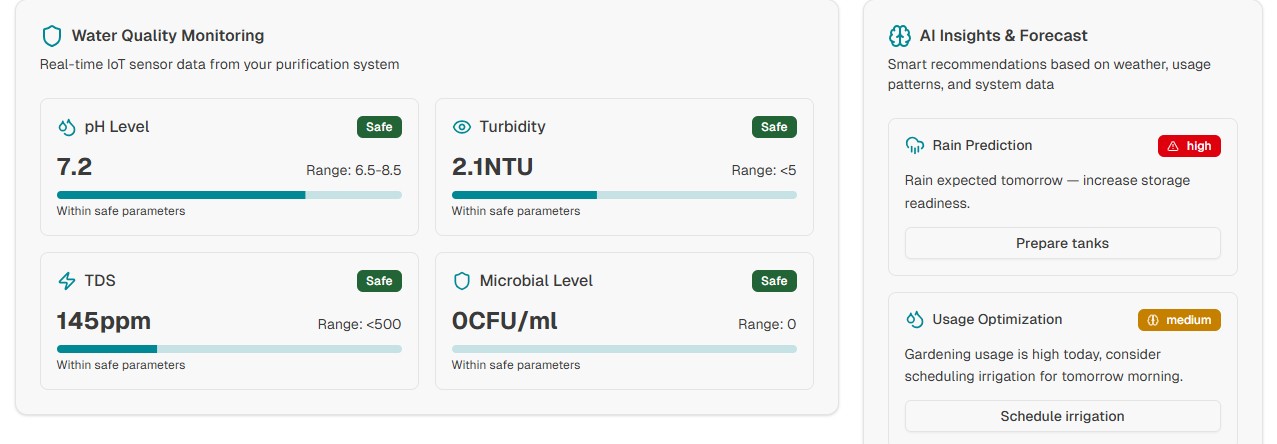 Water Quality Monitoring
Real-time IoT sensor data from your purification system
pH Level
Safe
7.2
Range: 6.5-8.5
Within safe parameters
Turbidity
Safe
2.1NTU
Range: <5
Within safe parameters
TDS
Safe
145ppm
Range: <500
Within safe parameters
Microbial Level
Safe
0CFU/ml
Range: 0
Within safe parameters
AI Insights & Forecast
Smart recommendations based on weather, usage
patterns, and system data
Rain Prediction
high
Rain expected tomorrow — increase storage
readiness.
Prepare tanks
Usage Optimization
medium
Gardening usage is high today, consider
scheduling irrigation for tomorrow morning.
Schedule irrigation